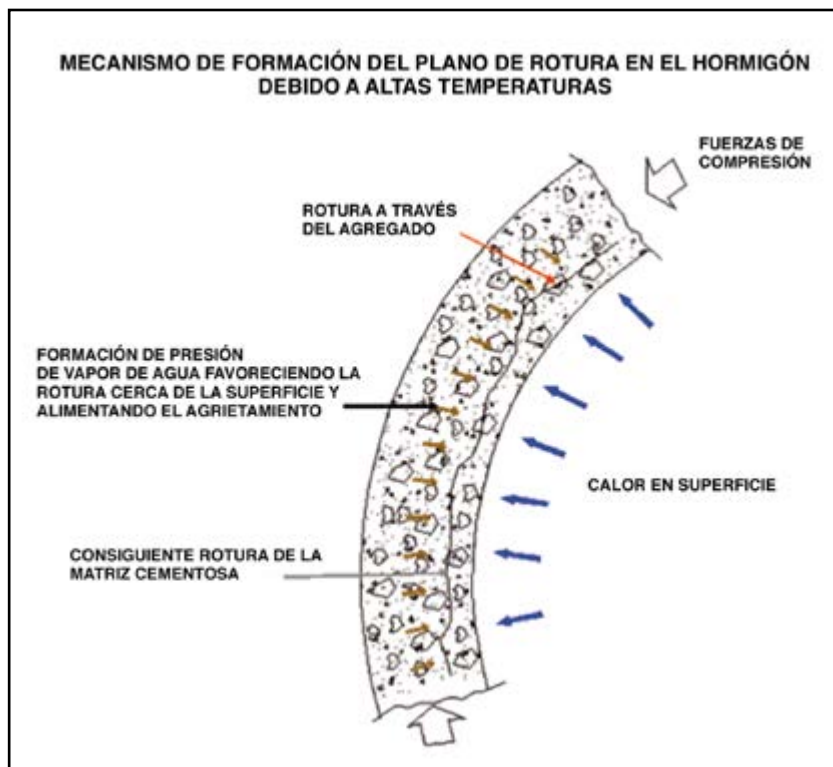 MECANISMO DE FORMACIÓN DEL PLANO DE ROTURA EN EL HORMIGÓN
DEBIDO A ALTAS TEMPERATURAS
FUERZAS DE
COMPRESIÓN
ROTURA A TRAVÉS
DEL AGREGADO
FORMACIÓN DE PRESIÓN
DE VAPOR DE AGUA FAVORECIENDO LA
ROTURA CERCA DE LA SUPERFICIE Y
ALIMENTANDO EL AGRIETAMIENTO
CALOR EN SUPERFICIE
CONSIGUIENTE ROTURA DE LA
MATRIZ CEMENTOSA